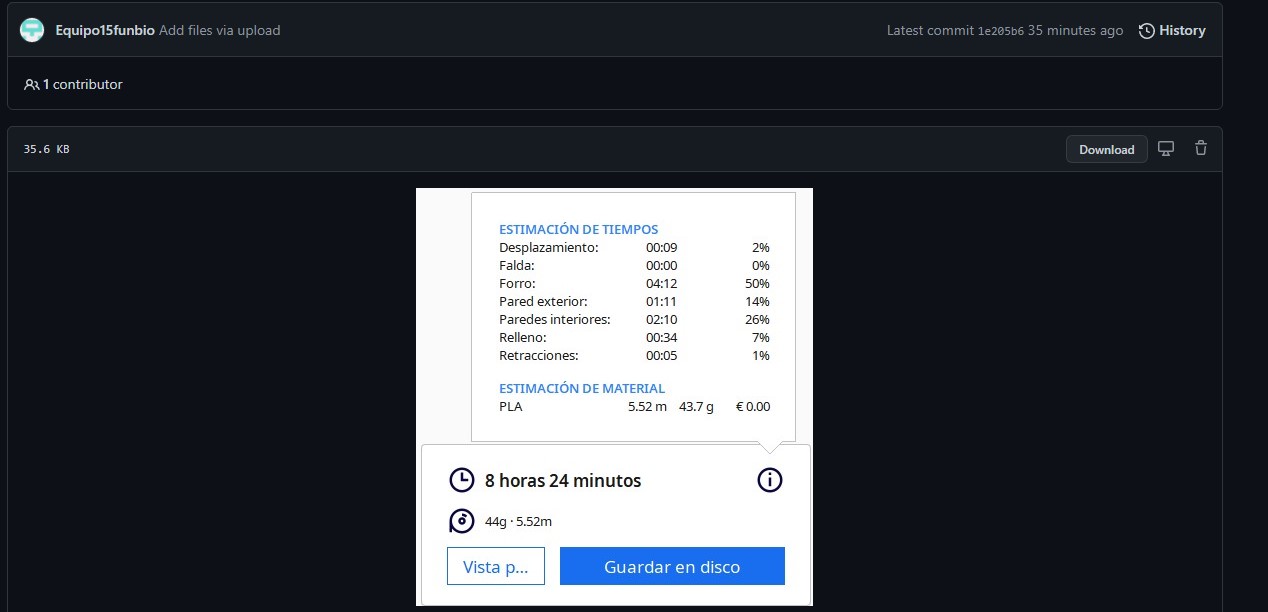 Equipo15funbio Add files via upload Latest commit 1e205b6 35 minutes ago History
1 contributor
35.6 KB Download
ESTIMACIÓN DE TIEMPOS
Desplazamiento: 00:09 2%
Falda: 00:00 0%
Forro: 04:12 50%
Pared exterior: 01:11 14%
Paredes interiores: 02:10 26%
Relleno: 00:34 7%
Retracciones: 00:05 1%
ESTIMACIÓN DE MATERIAL
PLA 5.52 m 43.7 g € 0.00
8 horas 24 minutos
44g · 5.52m
Vista p... Guardar en disco